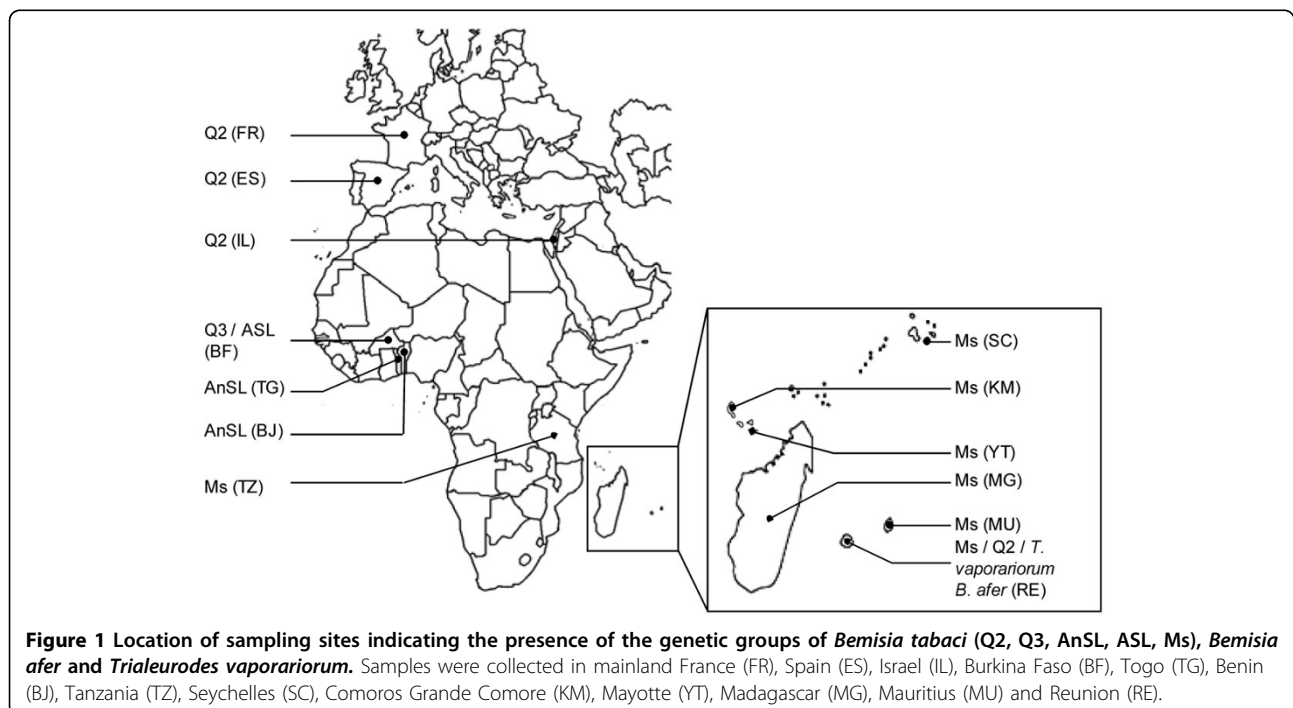 Q2 (FR)
Q2 (ES)
Q2 (IL)
Q3 / ASL
(BF)
AnSL (TG)
AnSL (BJ)
Ms (TZ)
Ms (SC)
Ms (KM)
Ms (YT)
Ms (MG)
Ms (MU)
Ms / Q2 / T.
vaporariorum
B. afer (RE)
Figure 1 Location of sampling sites indicating the presence of the genetic groups of Bemisia tabaci (Q2, Q3, AnSL, ASL, Ms), Bemisia
afer and Trialeurodes vaporariorum. Samples were collected in mainland France (FR), Spain (ES), Israel (IL), Burkina Faso (BF), Togo (TG), Benin
(BJ), Tanzania (TZ), Seychelles (SC), Comoros Grande Comore (KM), Mayotte (YT), Madagascar (MG), Mauritius (MU) and Reunion (RE).